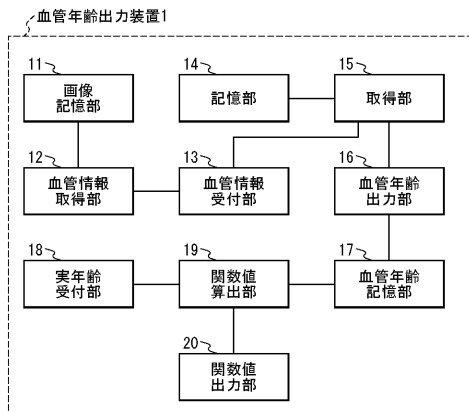 血管年齢出力装置1
11
画像
記憶部
14
記憶部
15
取得部
12
血管情報
取得部
13
血管情報
受付部
16
血管年齢
出力部
18
実年齢
受付部
19
関数値
算出部
17
血管年齢
記憶部
20
関数値
出力部